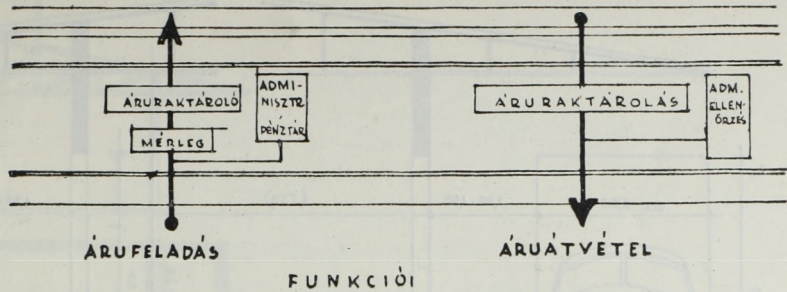 ÁRURAKTÁROLÓ
MÉRLEG
ADMI-
NISZTR
PÉNZTÁR
ÁRUFELADÁS
ÁRURAKTÁROLÁS
ADM.
ELLEN-
ŐRZÉS
ÁRUÁTVÉTEL
FUNKCIÓI